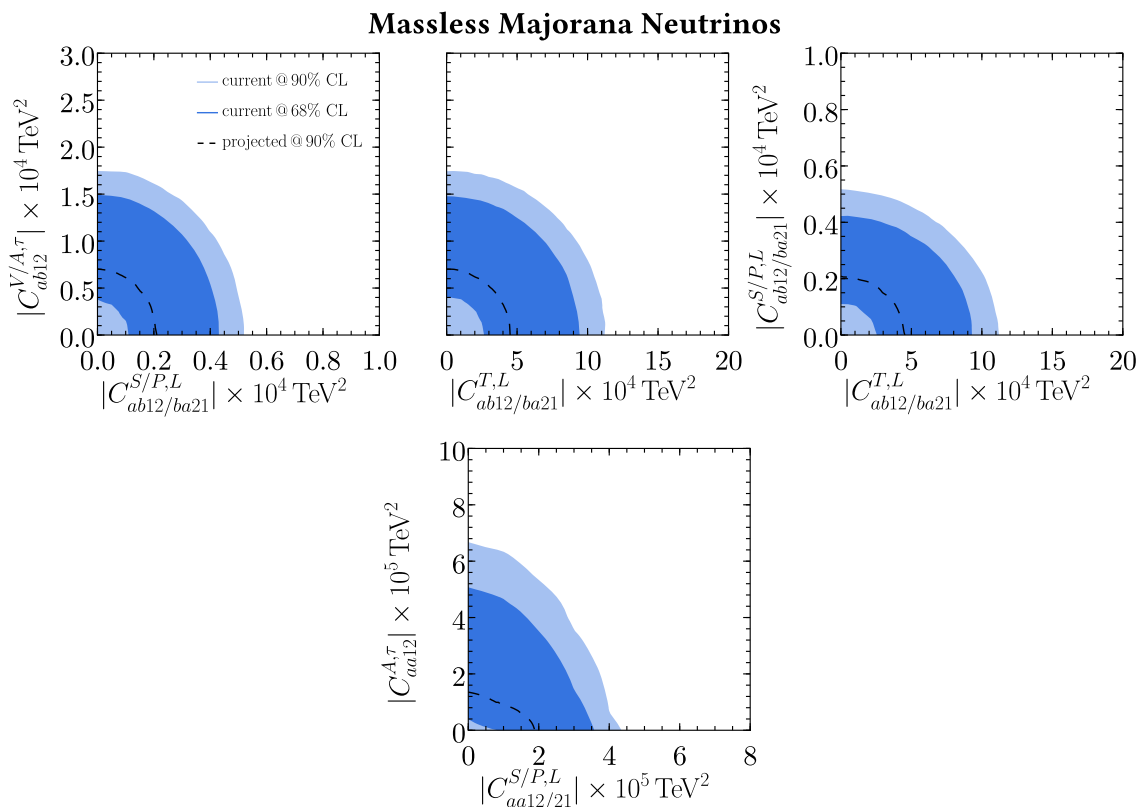 Massless Majorana Neutrinos
3.0
2.5
2.0
1.5
1.0
0.5
0.0
|C^{V/A,τ}_{ab12}| × 10^4 TeV^2
current @ 90% CL
current @ 68% CL
projected @ 90% CL
0.0 0.2 0.4 0.6 0.8 1.0
|C^{S/P,L}_{ab12/ba21}| × 10^4 TeV^2
0 5 10 15 20
|C^{T,L}_{ab12/ba21}| × 10^4 TeV^2
1.0
0.8
0.6
0.4
0.2
0.0
|C^{S/P,L}_{ab12/ba21}| × 10^4 TeV^2
0 5 10 15 20
|C^{T,L}_{ab12/ba21}| × 10^4 TeV^2
10
8
6
4
2
0
|C^{A,τ}_{aa12}| × 10^5 TeV^2
0 2 4 6 8
|C^{S/P,L}_{aa12/21}| × 10^5 TeV^2